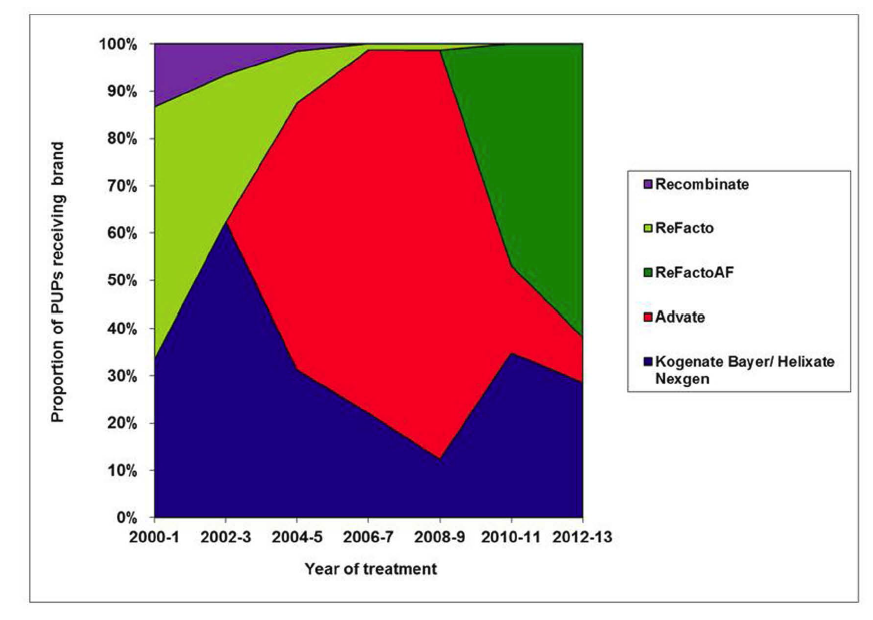 100%
90%
80%
70%
60%
50%
40%
30%
20%
10%
0%
Proportion of PUPs receiving brand
2000-1 2002-3 2004-5 2006-7 2008-9 2010-11 2012-13
Year of treatment
Recombinate
ReFacto
ReFactoAF
Advate
Kogenate Bayer/ Helixate
Nexgen